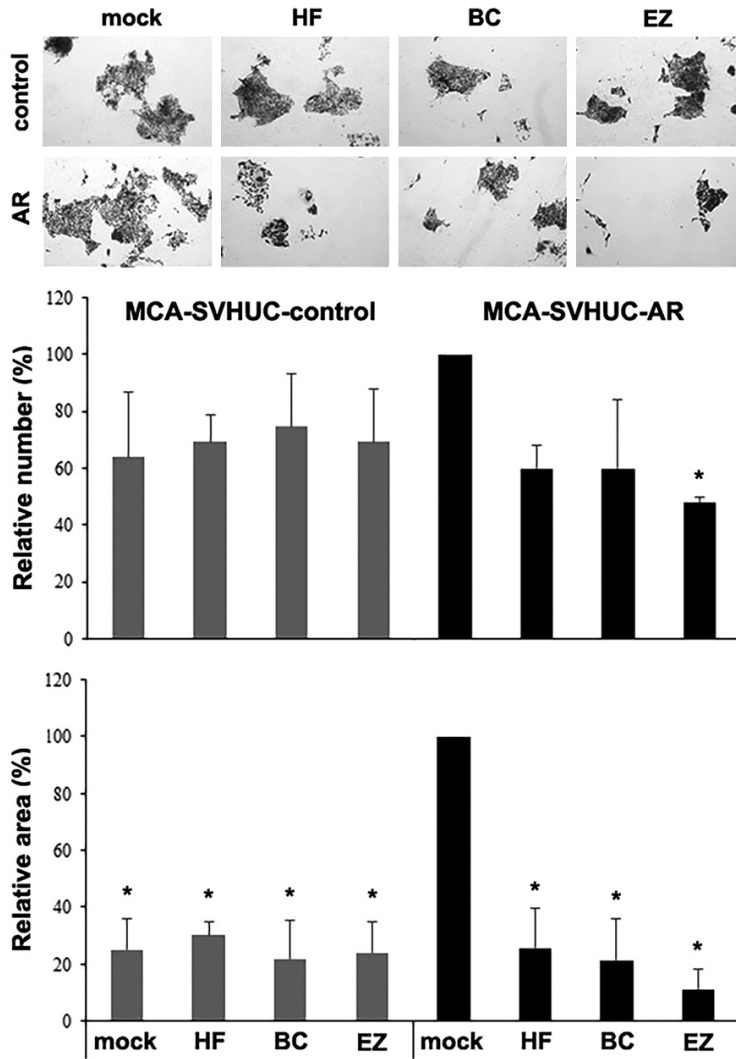 mock HF BC EZ
control
AR
MCA-SVHUC-control MCA-SVHUC-AR
Relative number (%)
120
100
80
60
40
20
0
*
Relative area (%)
120
100
80
60
40
20
0
* * * * * * *
mock HF BC EZ mock HF BC EZ